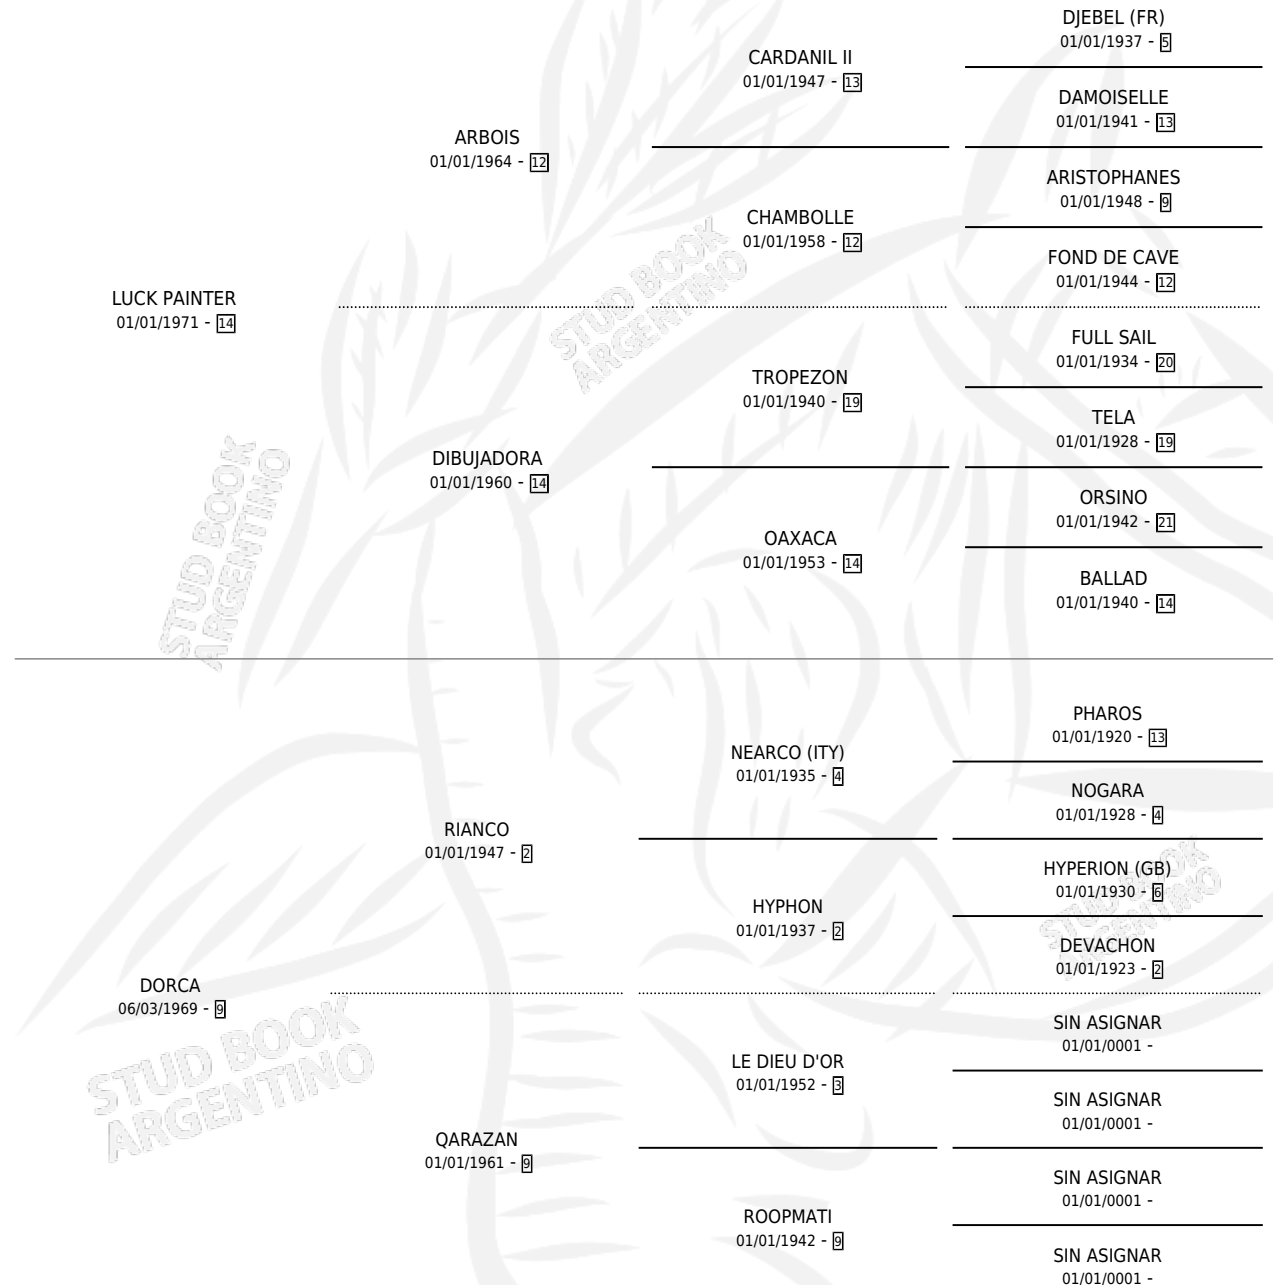 DJEBEL (FR)
01/01/1937 - 5
CARDANIL II
01/01/1947 - 13
DAMOISELLE
01/01/1941 - 13
ARBOIS
01/01/1964 - 12
ARISTOPHANES
01/01/1948 - 9
CHAMBOLLE
01/01/1958 - 12
FOND DE CAVE
01/01/1944 - 12
LUCK PAINTER
01/01/1971 - 14
FULL SAIL
01/01/1934 - 20
TROPEZON
01/01/1940 - 19
TELA
01/01/1928 - 19
DIBUJADORA
01/01/1960 - 14
ORSINO
01/01/1942 - 21
OAXACA
01/01/1953 - 14
BALLAD
01/01/1940 - 14
STUD BOOK
ARGENTINO
STUD BOOK
ARGENTINO
PHAROS
01/01/1920 - 13
NEARCO (ITY)
01/01/1935 - 4
NOGARA
01/01/1928 - 4
RIANCO
01/01/1947 - 2
HYPERION (GB)
01/01/1930 - 6
HYPHON
01/01/1937 - 2
DEVACHON
01/01/1923 - 2
STUD BOOK
ARGENTINO
DORCA
06/03/1969 - 9
SIN ASIGNAR
01/01/0001 -
LE DIEU D'OR
01/01/1952 - 3
SIN ASIGNAR
01/01/0001 -
QARAZAN
01/01/1961 - 9
SIN ASIGNAR
01/01/0001 -
ROOPMATI
01/01/1942 - 9
SIN ASIGNAR
01/01/0001 -
STUD BOOK
ARGENTINO